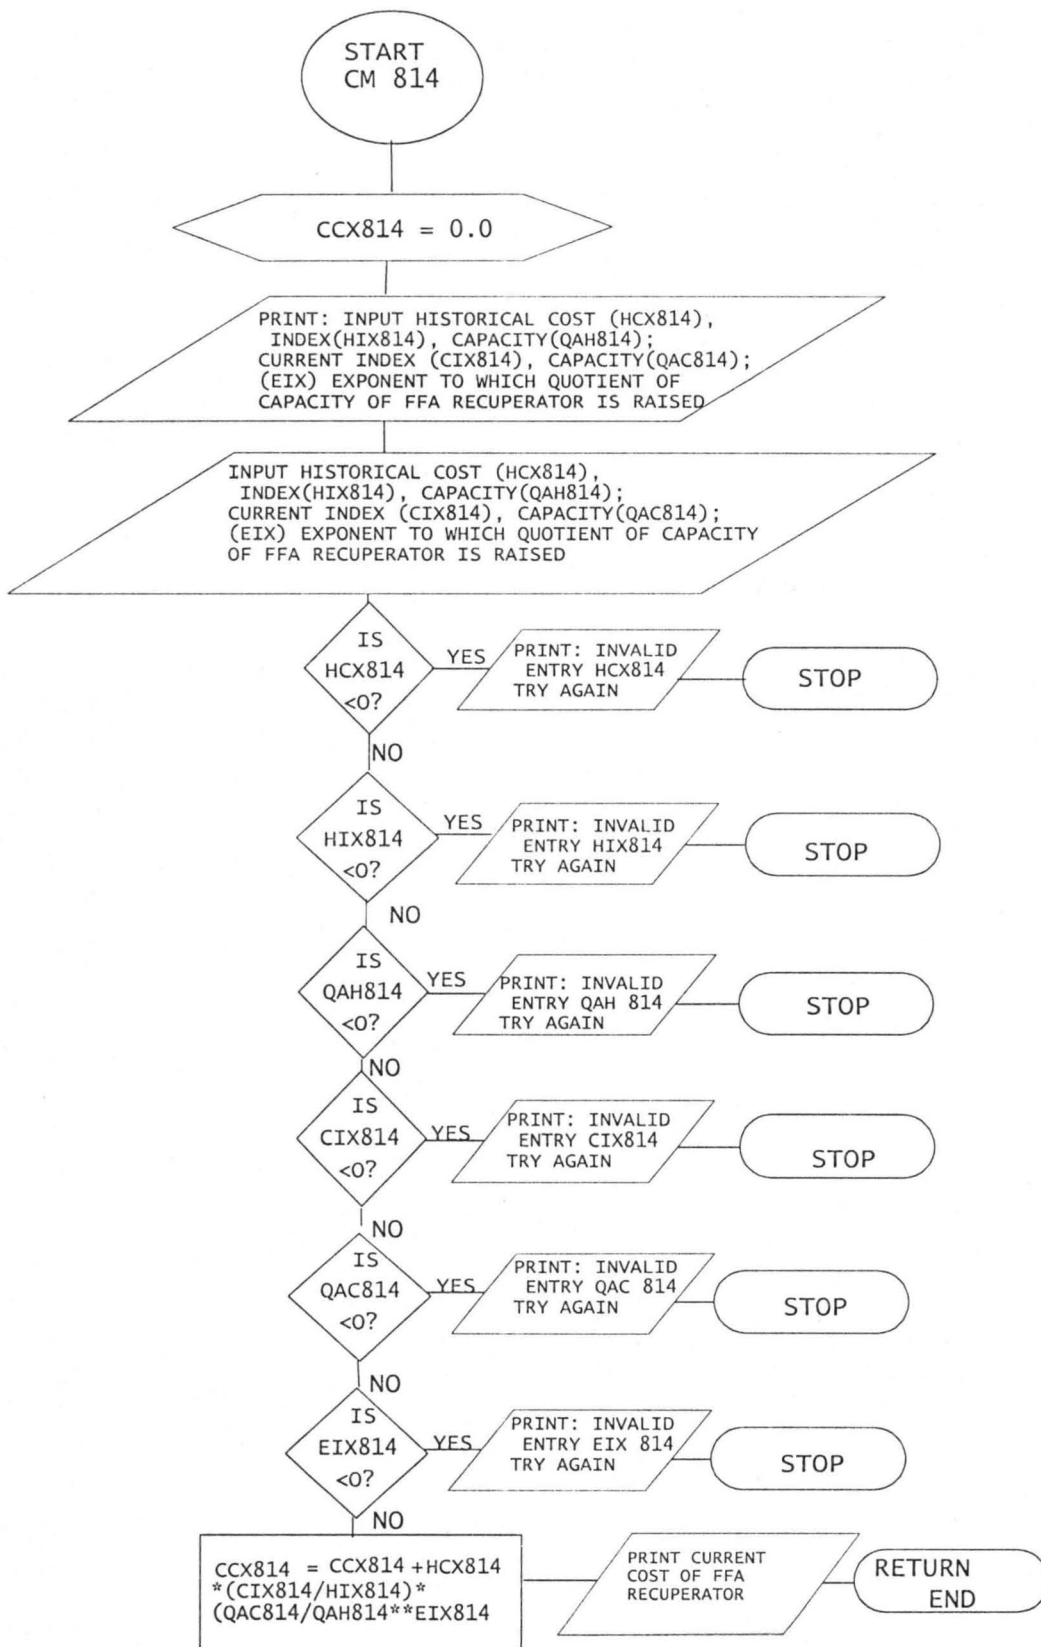 START
CM 814
CCX814 = 0.0
PRINT: INPUT HISTORICAL COST (HCX814),
INDEX(HIX814), CAPACITY(QAH814);
CURRENT INDEX (CIX814), CAPACITY(QAC814);
(EIX) EXPONENT TO WHICH QUOTIENT OF
CAPACITY OF FFA RECUPERATOR IS RAISED
INPUT HISTORICAL COST (HCX814),
INDEX(HIX814), CAPACITY(QAH814);
CURRENT INDEX (CIX814), CAPACITY(QAC814);
(EIX) EXPONENT TO WHICH QUOTIENT OF CAPACITY
OF FFA RECUPERATOR IS RAISED
IS
HCX814
<0?
YES
PRINT: INVALID
ENTRY HCX814
TRY AGAIN
STOP
NO
IS
HIX814
<0?
YES
PRINT: INVALID
ENTRY HIX814
TRY AGAIN
STOP
NO
IS
QAH814
<0?
YES
PRINT: INVALID
ENTRY QAH 814
TRY AGAIN
STOP
NO
IS
CIX814
<0?
YES
PRINT: INVALID
ENTRY CIX814
TRY AGAIN
STOP
NO
IS
QAC814
<0?
YES
PRINT: INVALID
ENTRY QAC 814
TRY AGAIN
STOP
NO
IS
EIX814
<0?
YES
PRINT: INVALID
ENTRY EIX 814
TRY AGAIN
STOP
NO
CCX814 = CCX814 +HCX814
*(CIX814/HIX814)*
(QAC814/QAH814**EIX814
PRINT CURRENT
COST OF FFA
RECUPERATOR
RETURN
END